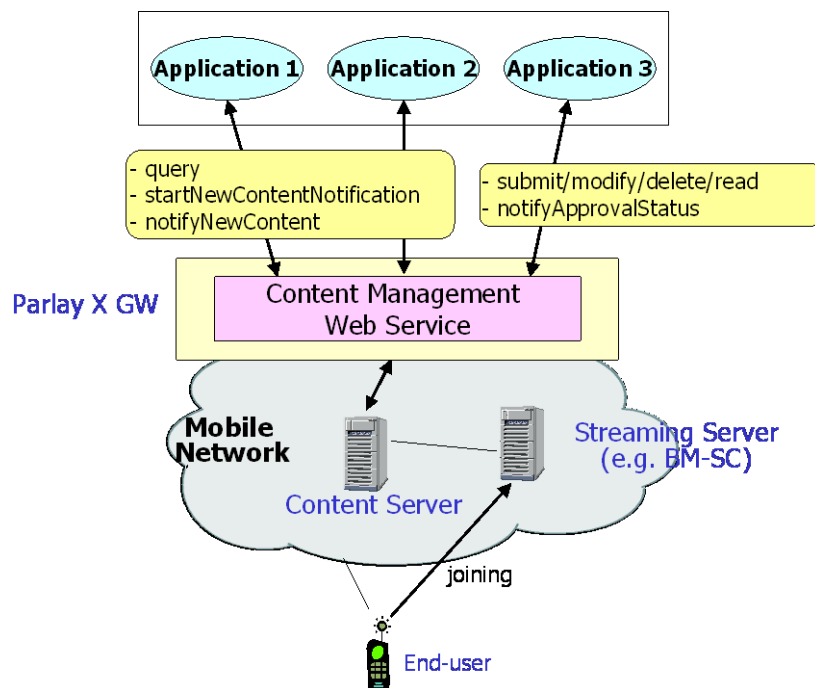 Application 1
Application 2
Application 3
- query
- startNewContentNotification
- notifyNewContent
- submit/modify/delete/read
- notifyApprovalStatus
Parlay X GW
Content Management
Web Service
Mobile
Network
Streaming Server
(e.g. BM-SC)
Content Server
joining
End-user